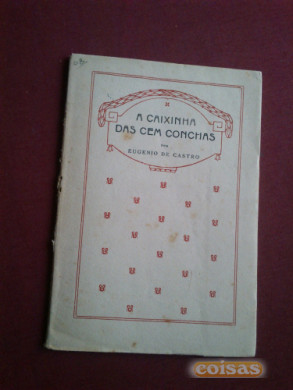 A CAIXINHA
DAS CEM CONCHAS
POR
EUGENIO DE CASTRO
coisas